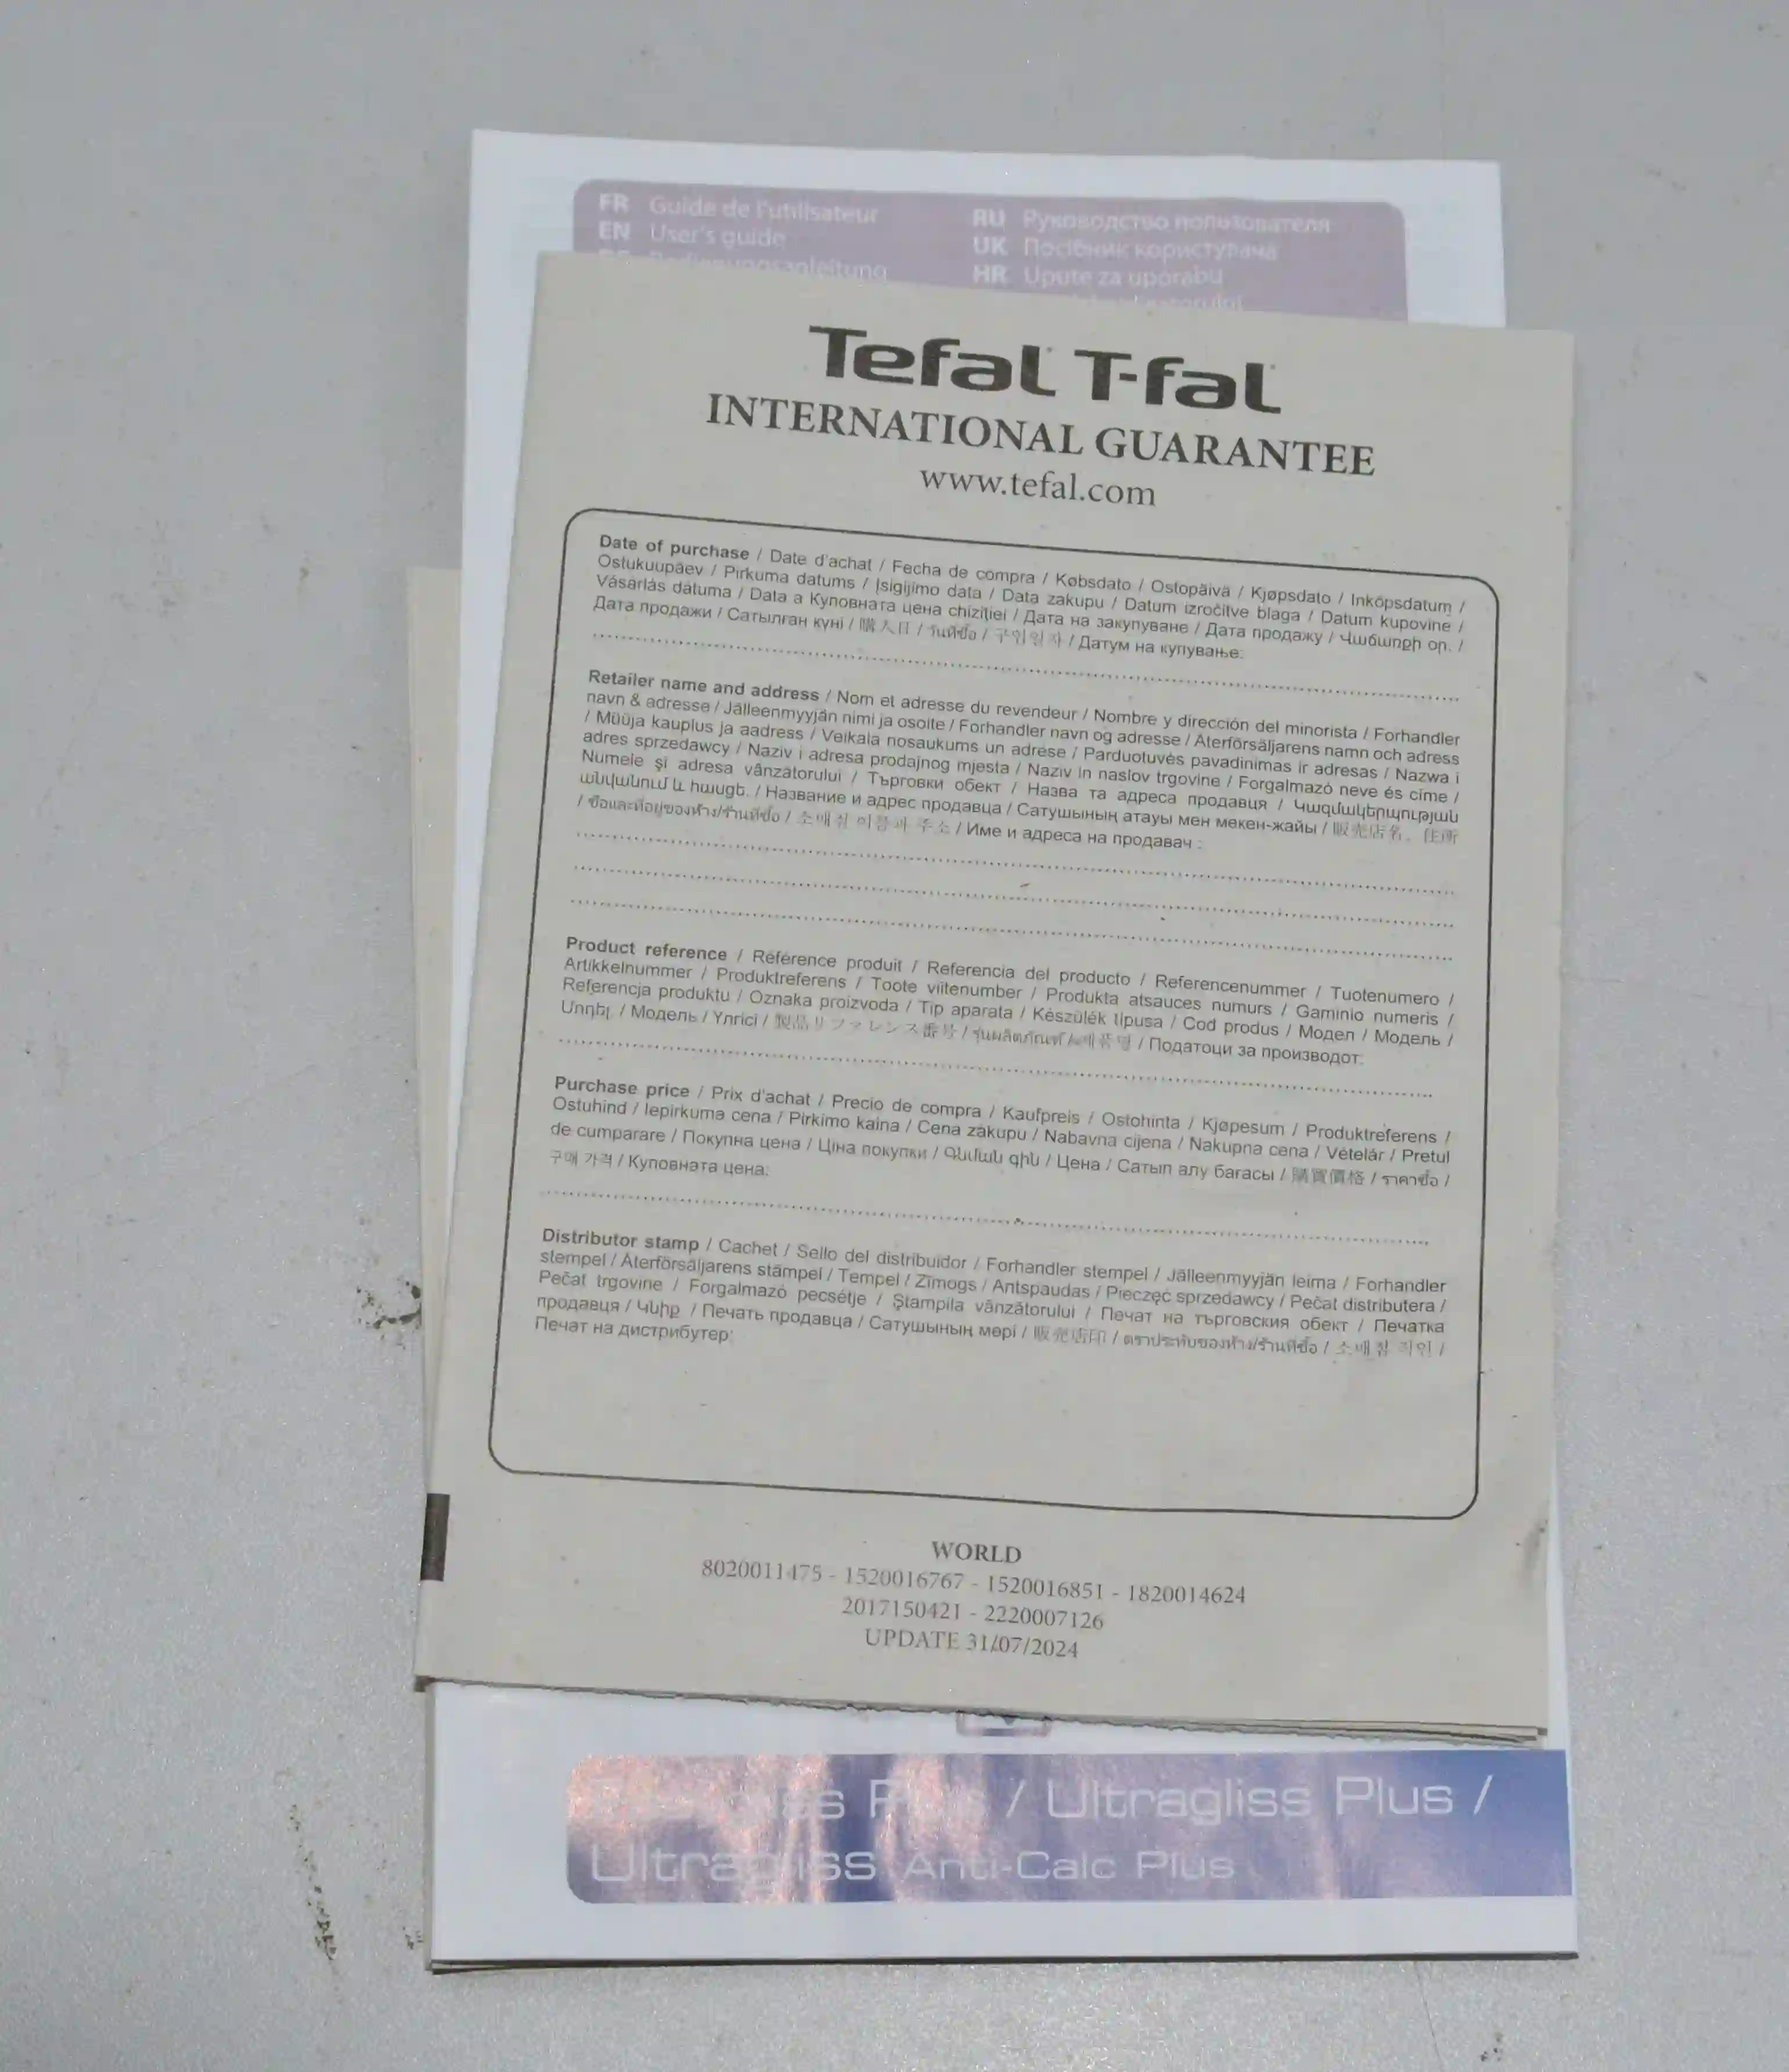 FR Guide de l'utilisateur
EN User's guide
Bedienungsanleitung
RU Руководство пользователя
UK Посібник користувача
HR Upute za uporabu
Tefal T-fal
INTERNATIONAL GUARANTEE
www.tefal.com
Date of purchase / Date d'achat / Fecha de compra / Købsdato / Ostopäivä / Kjøpsdato / Inköpsdatum /
Ostukuupäev / Pirkuma datums / Įsigijimo data / Data zakupu / Datum izročitve blaga / Datum kupovine /
Vásárlás dátuma / Data a Куповната цена chiziţiei / Дата на закупуване / Дата продажу / Վաճառքի օր. /
Дата продажи / Сатылған күні / 購入日 / วันที่ซื้อ / 구입일자 / Датум на купување:
Retailer name and address / Nom et adresse du revendeur / Nombre y dirección del minorista / Forhandler
navn & adresse / Jälleenmyyjän nimi ja osoite / Forhandler navn og adresse / Återförsäljarens namn och adress
/ Müüja kauplus ja aadress / Veikala nosaukums un adrese / Parduotuvės pavadinimas ir adresas / Nazwa i
adres sprzedawcy / Naziv i adresa prodajnog mjesta / Naziv in naslov trgovine / Forgalmazó neve és címe /
Numele şi adresa vânzătorului / Търговки обект / Назва та адреса продавця / Կազմակերպության
անվանում և հասցե. / Название и адрес продавца / Сатушының атауы мен мекен-жайы / 販売店名、住所
/ ชื่อและที่อยู่ของห้าง/ร้านที่ซื้อ / 소매점 이름과 주소 / Име и адреса на продавач :
Product reference / Référence produit / Referencia del producto / Referencenummer / Tuotenumero /
Artikkelnummer / Produktreferens / Toote viitenumber / Produkta atsauces numurs / Gaminio numeris /
Referencja produktu / Oznaka proizvoda / Tip aparata / Készülék típusa / Cod produs / Модел / Модель /
Մոդել / Модель / Үлгісі / 製品リファレンス番号 / รุ่นผลิตภัณฑ์ / 제품명 / Податоци за производот:
Purchase price / Prix d'achat / Precio de compra / Kaufpreis / Ostohinta / Kjøpesum / Produktreferens /
Ostuhind / Iepirkuma cena / Pirkimo kaina / Cena zakupu / Nabavna cijena / Nakupna cena / Vételár / Pretul
de cumparare / Покупна цена / Ціна покупки / Գնման գին / Цена / Сатып алу бағасы / 購買價格 / ราคาซื้อ /
구매 가격 / Куповната цена:
Distributor stamp / Cachet / Sello del distribuidor / Forhandler stempel / Jälleenmyyjän leima / Forhandler
stempel / Återförsäljarens stämpel / Tempel / Zīmogs / Antspaudas / Pieczęć sprzedawcy / Pečat distributera /
Pečat trgovine / Forgalmazó pecsétje / Ştampila vânzătorului / Печат на търговския обект / Печатка
продавця / Կնիք / Печать продавца / Сатушының мөрі / 販売店印 / ตราประทับของห้าง/ร้านที่ซื้อ / 소매점 직인 /
Печат на дистрибутер:
WORLD
8020011475 - 1520016767 - 1520016851 - 1820014624
2017150421 - 2220007126
UPDATE 31/07/2024
Plus / Ultragliss Plus /
Ultragliss Anti-Calc Plus